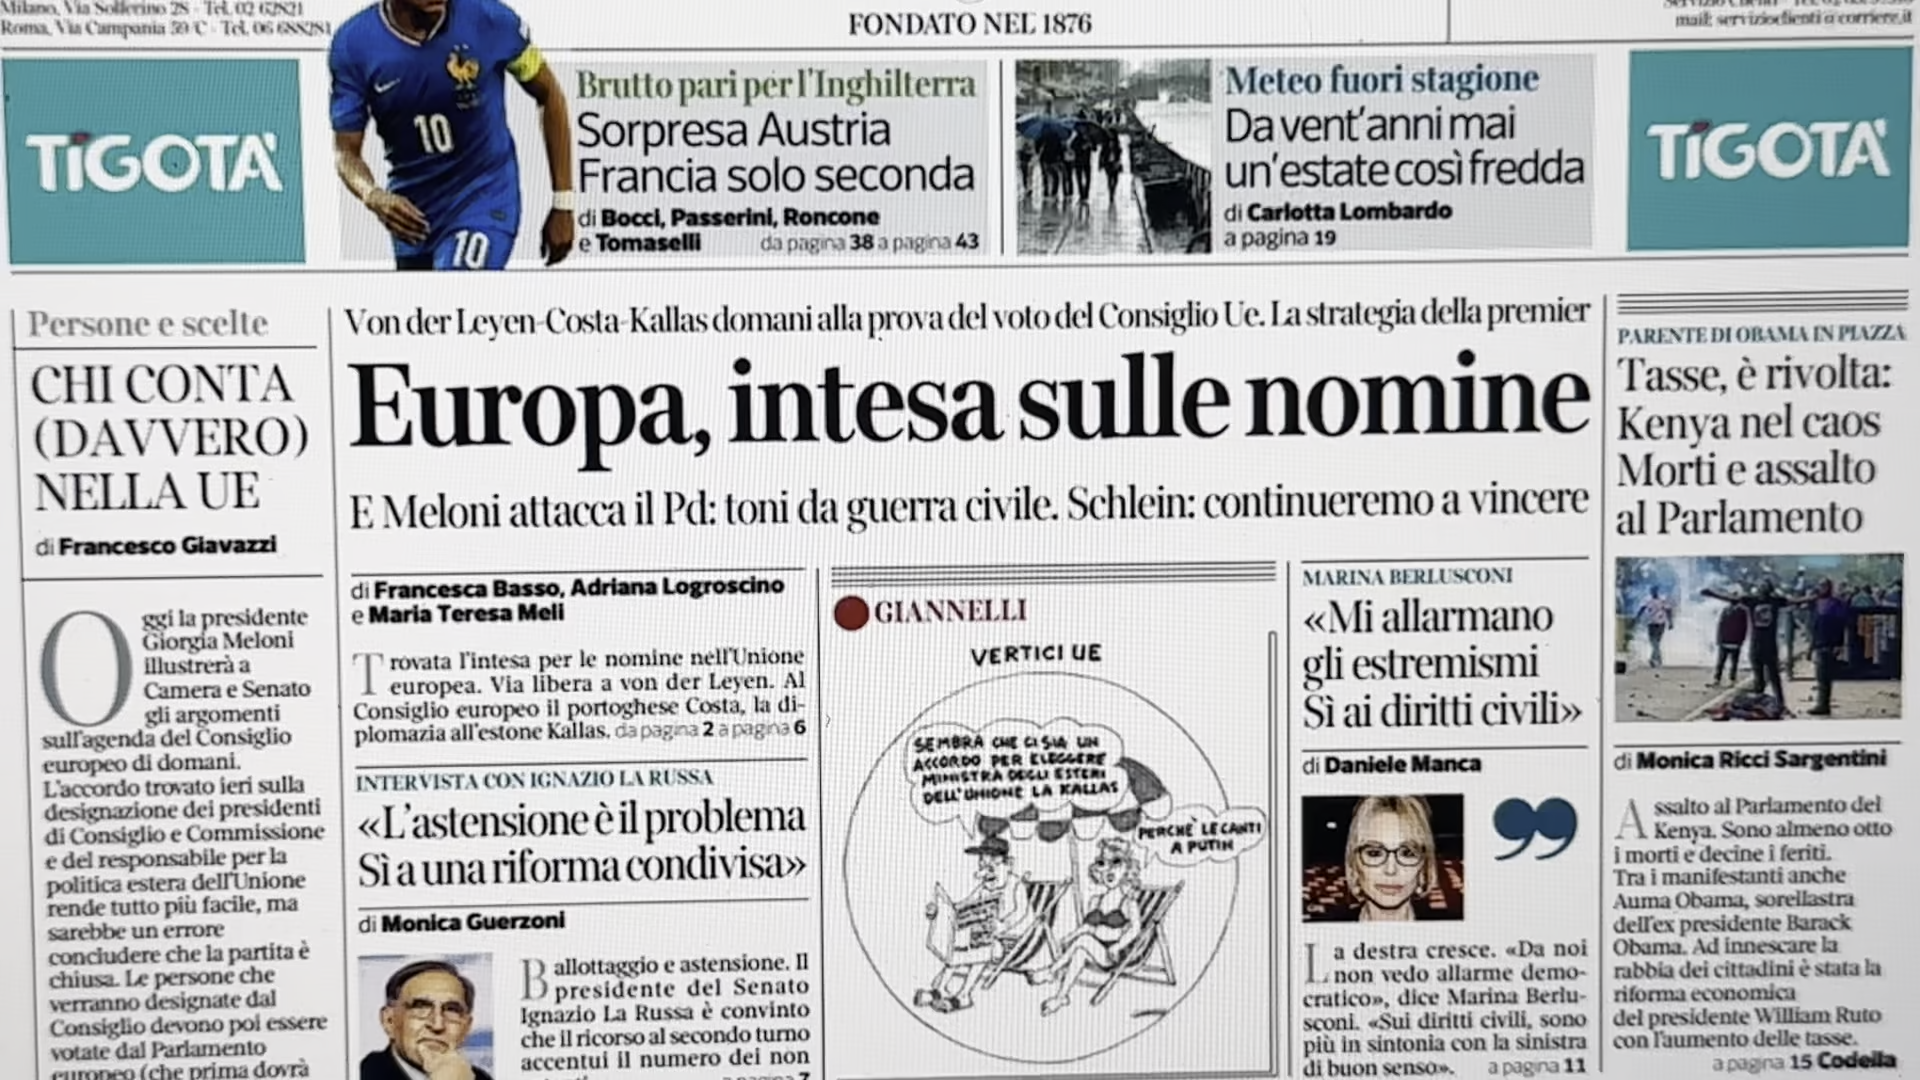 Milano, Via Solferino 28 - Tel. 02 62821
Roma, Via Campania 59/C - Tel. 06 688281
FONDATO NEL 1876
mail: servizioclienti@corriere.it
TIGOTÀ
Brutto pari per l'Inghilterra
Sorpresa Austria
Francia solo seconda
di Bocci, Passerini, Roncone
e Tomaselli da pagina 38 a pagina 43
10
10
Meteo fuori stagione
Da vent'anni mai
un'estate così fredda
di Carlotta Lombardo
a pagina 19
TIGOTÀ
Persone e scelte
CHI CONTA
(DAVVERO)
NELLA UE
di Francesco Giavazzi
Oggi la presidente
Giorgia Meloni
illustrerà a
Camera e Senato
gli argomenti
sull'agenda del Consiglio
europeo di domani.
L'accordo trovato ieri sulla
designazione dei presidenti
di Consiglio e Commissione
e del responsabile per la
politica estera dell'Unione
rende tutto più facile, ma
sarebbe un errore
concludere che la partita è
chiusa. Le persone che
verranno designate dal
Consiglio devono poi essere
votate dal Parlamento
europeo (che prima dovrà
Von der Leyen-Costa-Kallas domani alla prova del voto del Consiglio Ue. La strategia della premier
Europa, intesa sulle nomine
E Meloni attacca il Pd: toni da guerra civile. Schlein: continueremo a vincere
di Francesca Basso, Adriana Logroscino
e Maria Teresa Meli
Trovata l'intesa per le nomine nell'Unione
europea. Via libera a von der Leyen. Al
Consiglio europeo il portoghese Costa, la di-
plomazia all'estone Kallas. da pagina 2 a pagina 6
INTERVISTA CON IGNAZIO LA RUSSA
«L'astensione è il problema
Sì a una riforma condivisa»
di Monica Guerzoni
Ballottaggio e astensione. Il
presidente del Senato
Ignazio La Russa è convinto
che il ricorso al secondo turno
accentui il numero dei non
a pagina 7
GIANNELLI
VERTICI UE
SEMBRA CHE CI SIA UN
ACCORDO PER ELEGGERE
MINISTRA DEGLI ESTERI
DELL'UNIONE LA KALLAS
PERCHÈ LE CANTI
A PUTIN
MARINA BERLUSCONI
«Mi allarmano
gli estremismi
Sì ai diritti civili»
di Daniele Manca
La destra cresce. «Da noi
non vedo allarme demo-
cratico», dice Marina Berlu-
sconi. «Sui diritti civili, sono
più in sintonia con la sinistra
di buon senso». a pagina 11
PARENTE DI OBAMA IN PIAZZA
Tasse, è rivolta:
Kenya nel caos
Morti e assalto
al Parlamento
di Monica Ricci Sargentini
Assalto al Parlamento del
Kenya. Sono almeno otto
i morti e decine i feriti.
Tra i manifestanti anche
Auma Obama, sorellastra
dell'ex presidente Barack
Obama. Ad innescare la
rabbia dei cittadini è stata la
riforma economica
del presidente William Ruto
con l'aumento delle tasse.
a pagina 15 Codella